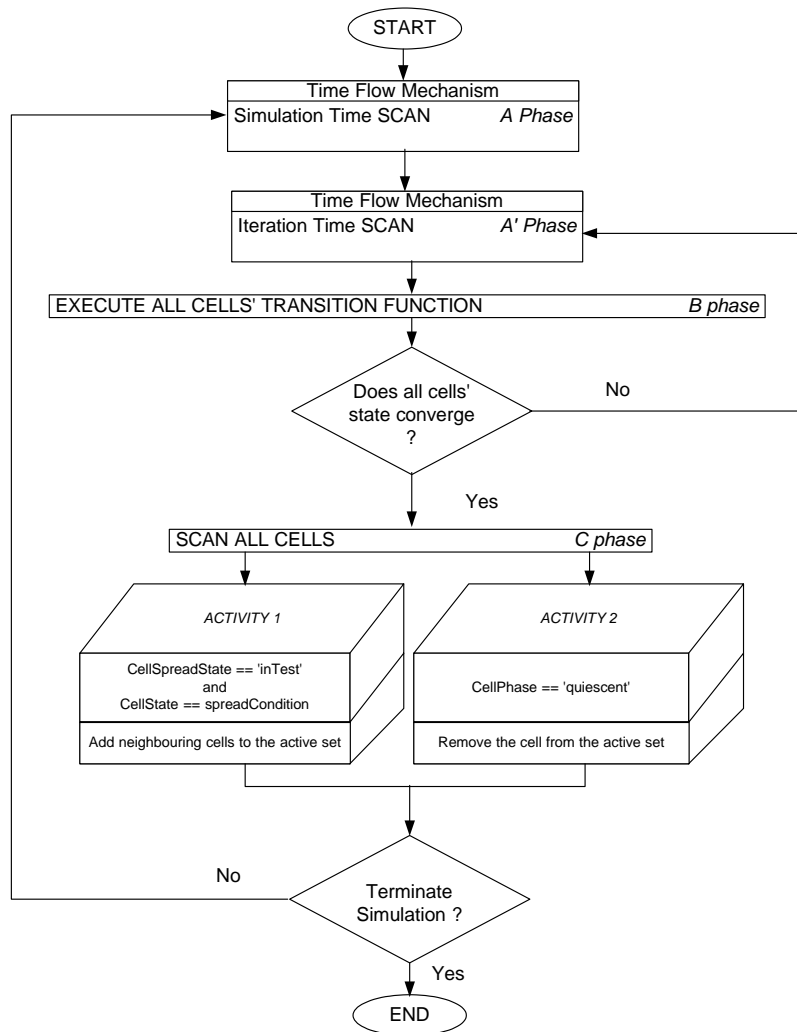 START
Time Flow Mechanism
Simulation Time SCAN A Phase
Time Flow Mechanism
Iteration Time SCAN A' Phase
EXECUTE ALL CELLS' TRANSITION FUNCTION B phase
Does all cells'
state converge
?
No
Yes
SCAN ALL CELLS C phase
ACTIVITY 1
CellSpreadState == 'inTest'
and
CellState == spreadCondition
Add neighbouring cells to the active set
ACTIVITY 2
CellPhase == 'quiescent'
Remove the cell from the active set
No
Terminate
Simulation ?
Yes
END